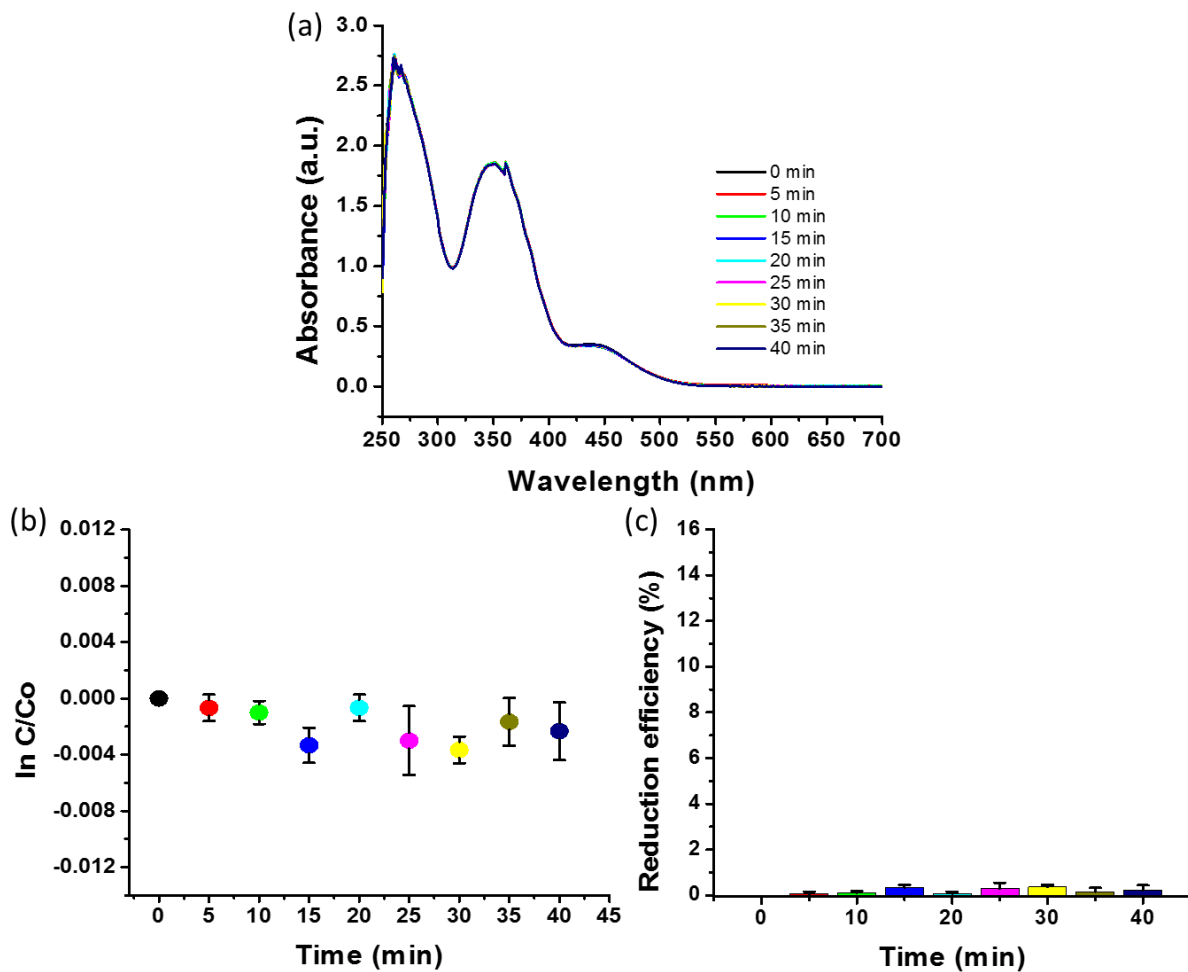 (a)
3.0
2.5
2.0
1.5
1.0
0.5
0.0
Absorbance (a.u.)
0 min
5 min
10 min
15 min
20 min
25 min
30 min
35 min
40 min
250 300 350 400 450 500 550 600 650 700
Wavelength (nm)
(b)
0.012
0.008
0.004
0.000
-0.004
-0.008
-0.012
ln C/Co
0 5 10 15 20 25 30 35 40 45
Time (min)
(c)
16
14
12
10
8
6
4
2
0
Reduction efficiency (%)
0 10 20 30 40
Time (min)